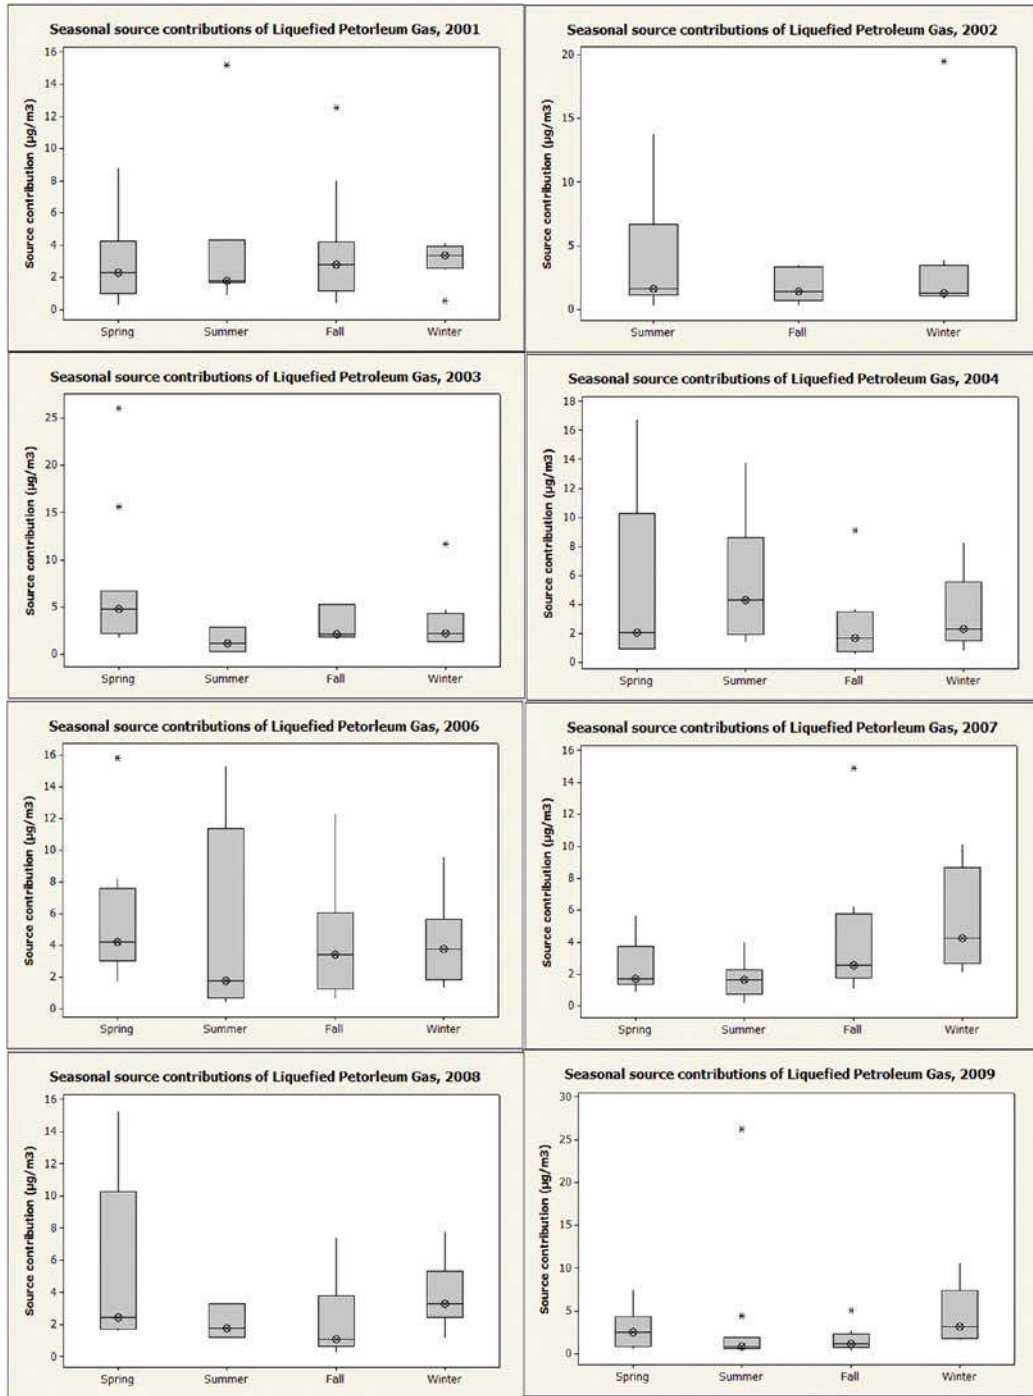 Seasonal source contributions of Liquefied Petorleum Gas, 2001
Source contribution (µg/m3)
16
14
12
10
8
6
4
2
0
Spring Summer Fall Winter
Seasonal source contributions of Liquefied Petroleum Gas, 2002
Source contribution (µg/m3)
20
15
10
5
0
Summer Fall Winter
Seasonal source contributions of Liquefied Petroleum Gas, 2003
Source contribution (µg/m3)
25
20
15
10
5
0
Spring Summer Fall Winter
Seasonal source contributions of Liquefied Petroleum Gas, 2004
Source contribution (µg/m3)
18
16
14
12
10
8
6
4
2
0
Spring Summer Fall Winter
Seasonal source contributions of Liquefied Petorleum Gas, 2006
Source contribution (µg/m3)
16
14
12
10
8
6
4
2
0
Spring Summer Fall Winter
Seasonal source contributions of Liquefied Petroleum Gas, 2007
Source contribution (µg/m3)
16
14
12
10
8
6
4
2
0
Spring Summer Fall Winter
Seasonal source contributions of Liquefied Petorleum Gas, 2008
Source contribution (µg/m3)
16
14
12
10
8
6
4
2
0
Spring Summer Fall Winter
Seasonal source contributions of Liquefied Petroleum Gas, 2009
Source contribution (µg/m3)
30
25
20
15
10
5
0
Spring Summer Fall Winter